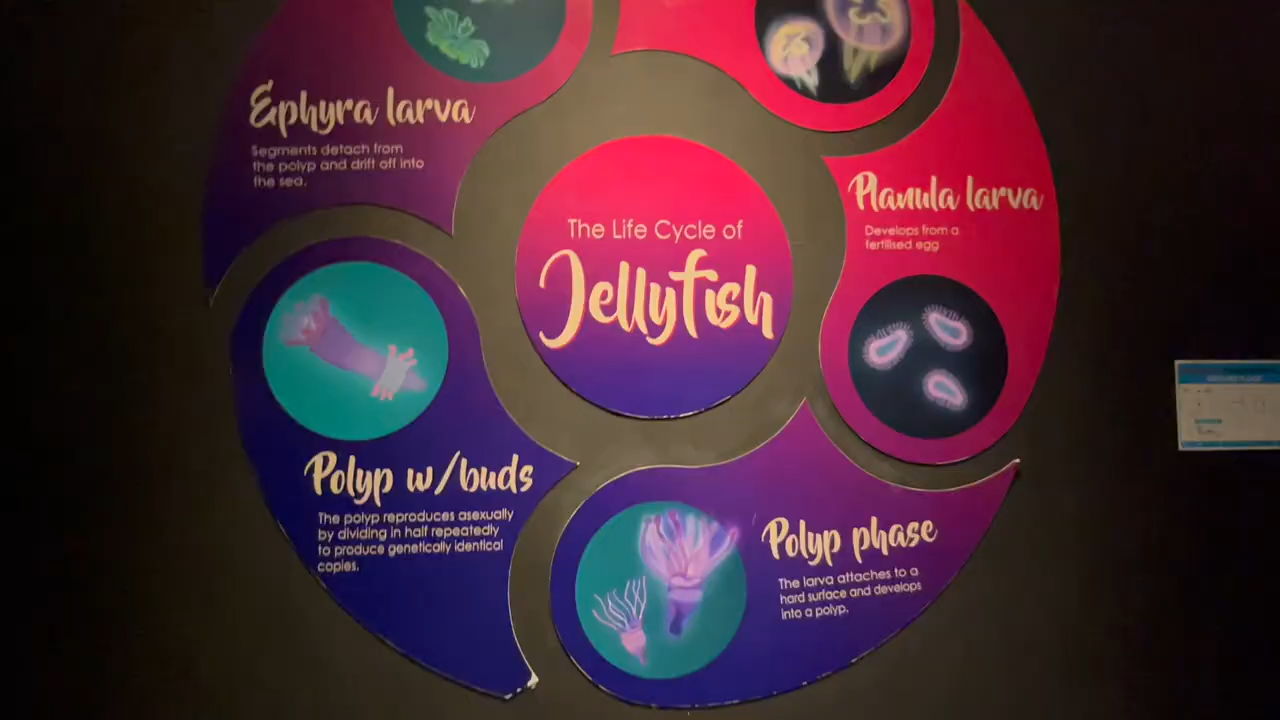 The Life Cycle of
Jellyfish
Planula larva
Develops from a
fertilised egg
Polyp phase
The larva attaches to a
hard surface and develops
into a polyp.
Polyp w/buds
The polyp reproduces asexually
by dividing in half repeatedly
to produce genetically identical
copies.
Ephyra larva
Segments detach from
the polyp and drift off into
the sea.